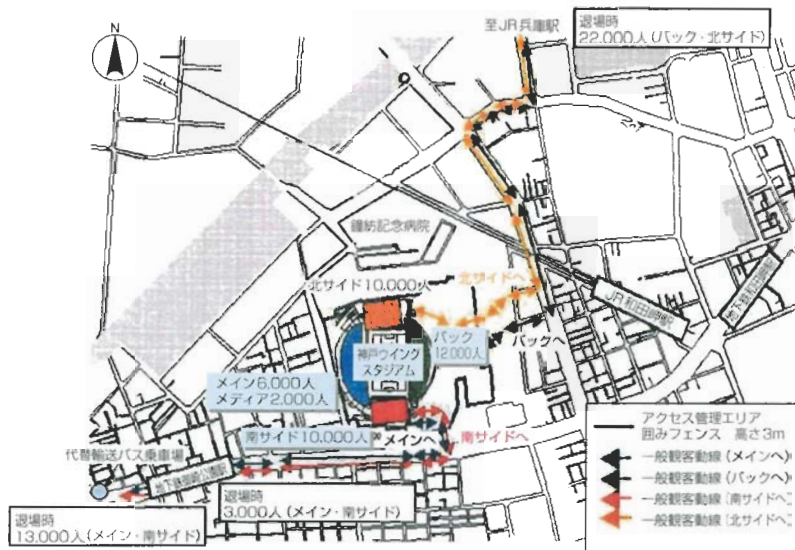 退場時
22,000人(バック・北サイド)
至JR兵庫駅
N
鐘紡記念病院
北サイドへ
北サイド10,000人
JR和田岬駅
地下鉄和田岬駅
バック
12,000人
バックへ
神戸ウイング
スタジアム
メイン6,000人
メディア2,000人
南サイド10,000人
メインへ
南サイドへ
代替輸送バス乗車場
地下鉄御崎公園駅
退場時
3,000人(メイン・南サイド)
退場時
13,000人(メイン・南サイド)
アクセス管理エリア
囲みフェンス 高さ3m
一般観客動線(メインへ)
一般観客動線(バックへ)
一般観客動線[南サイドへ]
一般観客動線[北サイドへ]